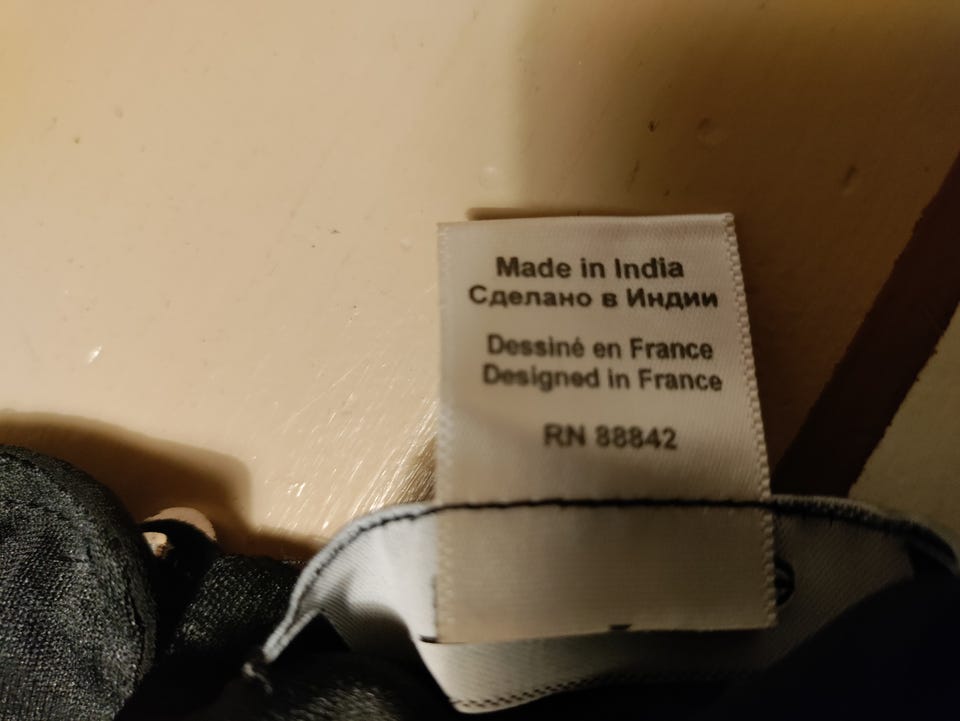 Made in India
Сделано в Индии
Dessiné en France
Designed in France
RN 88842